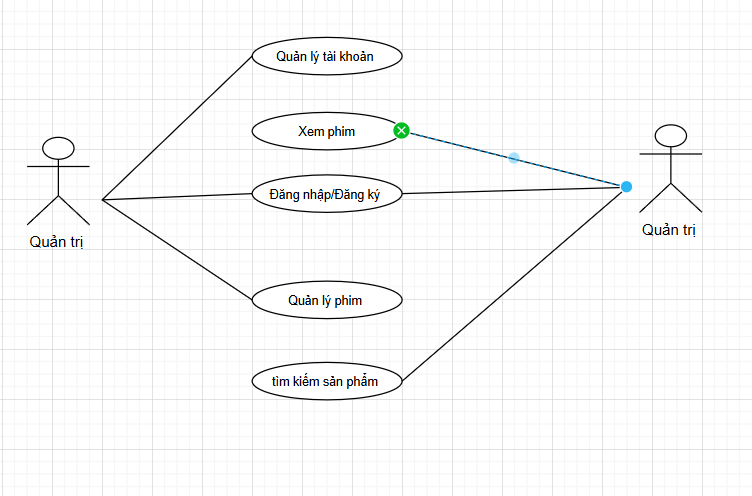 Quản lý tài khoản
Xem phim
Đăng nhập/Đăng ký
Quản trị
Quản trị
Quản lý phim
tìm kiếm sản phẩm